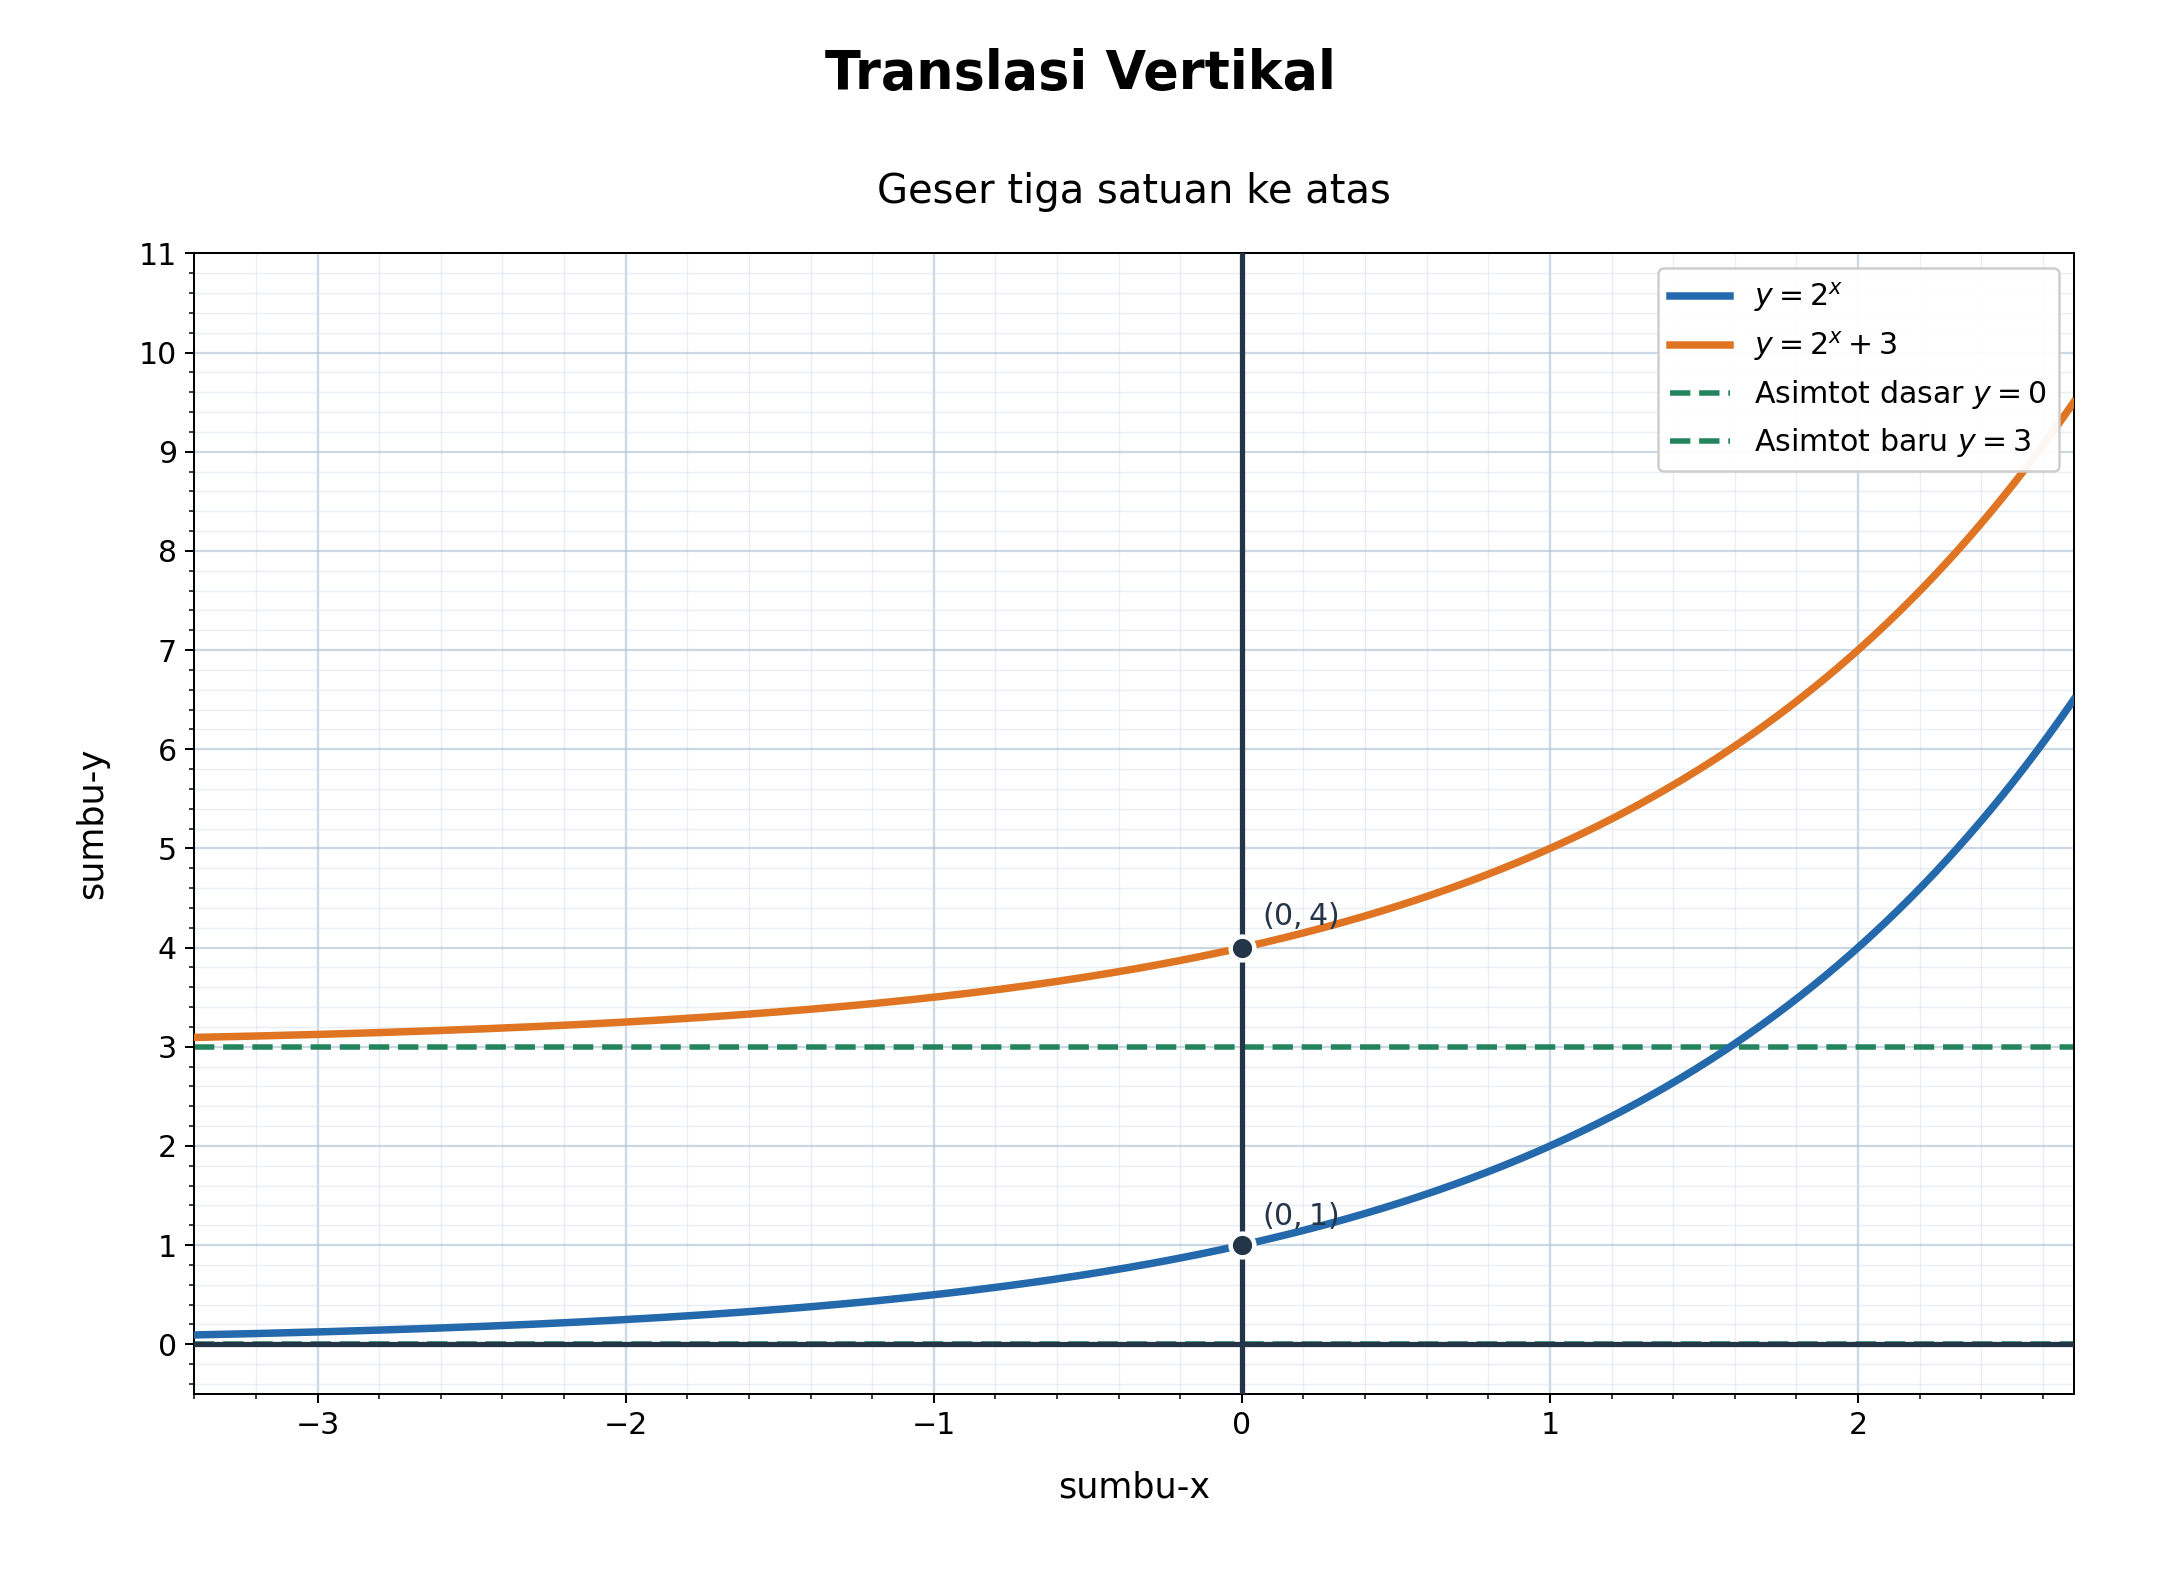 Translasi Vertikal
Geser tiga satuan ke atas
11
10
9
8
7
6
5
4
3
2
1
0
sumbu-y
y = 2^x
y = 2^x + 3
Asimtot dasar y = 0
Asimtot baru y = 3
(0, 4)
(0, 1)
−3 −2 −1 0 1 2
sumbu-x